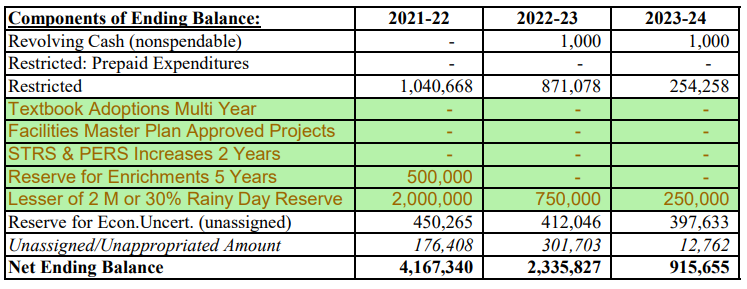 Components of Ending Balance: 2021-22 2022-23 2023-24
Revolving Cash (nonspendable) - 1,000 1,000
Restricted: Prepaid Expenditures - -
Restricted 1,040,668 871,078 254,258
Textbook Adoptions Multi Year - - -
Facilities Master Plan Approved Projects - - -
STRS & PERS Increases 2 Years - - -
Reserve for Enrichments 5 Years 500,000 - -
Lesser of 2 M or 30% Rainy Day Reserve 2,000,000 750,000 250,000
Reserve for Econ.Uncert. (unassigned) 450,265 412,046 397,633
Unassigned/Unappropriated Amount 176,408 301,703 12,762
Net Ending Balance 4,167,340 2,335,827 915,655